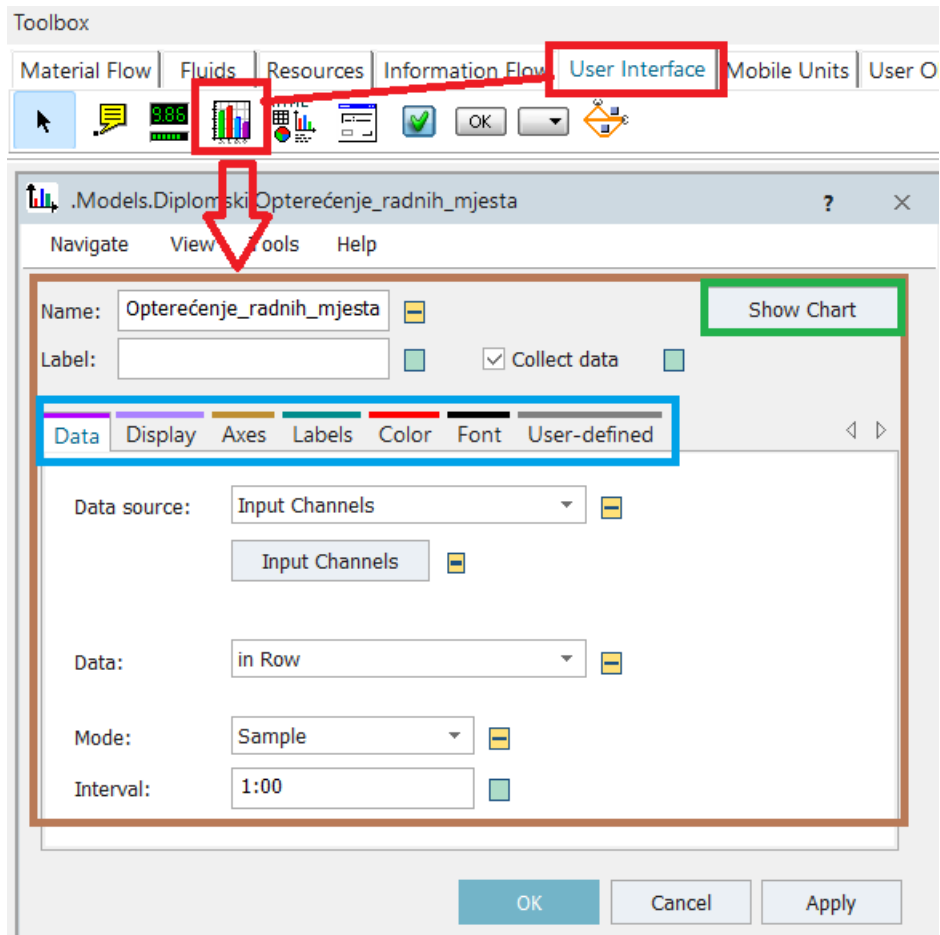 Toolbox
Material Flow Fluids Resources Information Flow User Interface Mobile Units User O
9.86 HTML OK
.Models.Diplomski.Opterećenje_radnih_mjesta ? ×
Navigate View Tools Help
Name: Opterećenje_radnih_mjesta Show Chart
Label: Collect data
Data Display Axes Labels Color Font User-defined
Data source: Input Channels
Input Channels
Data: in Row
Mode: Sample
Interval: 1:00
OK Cancel Apply